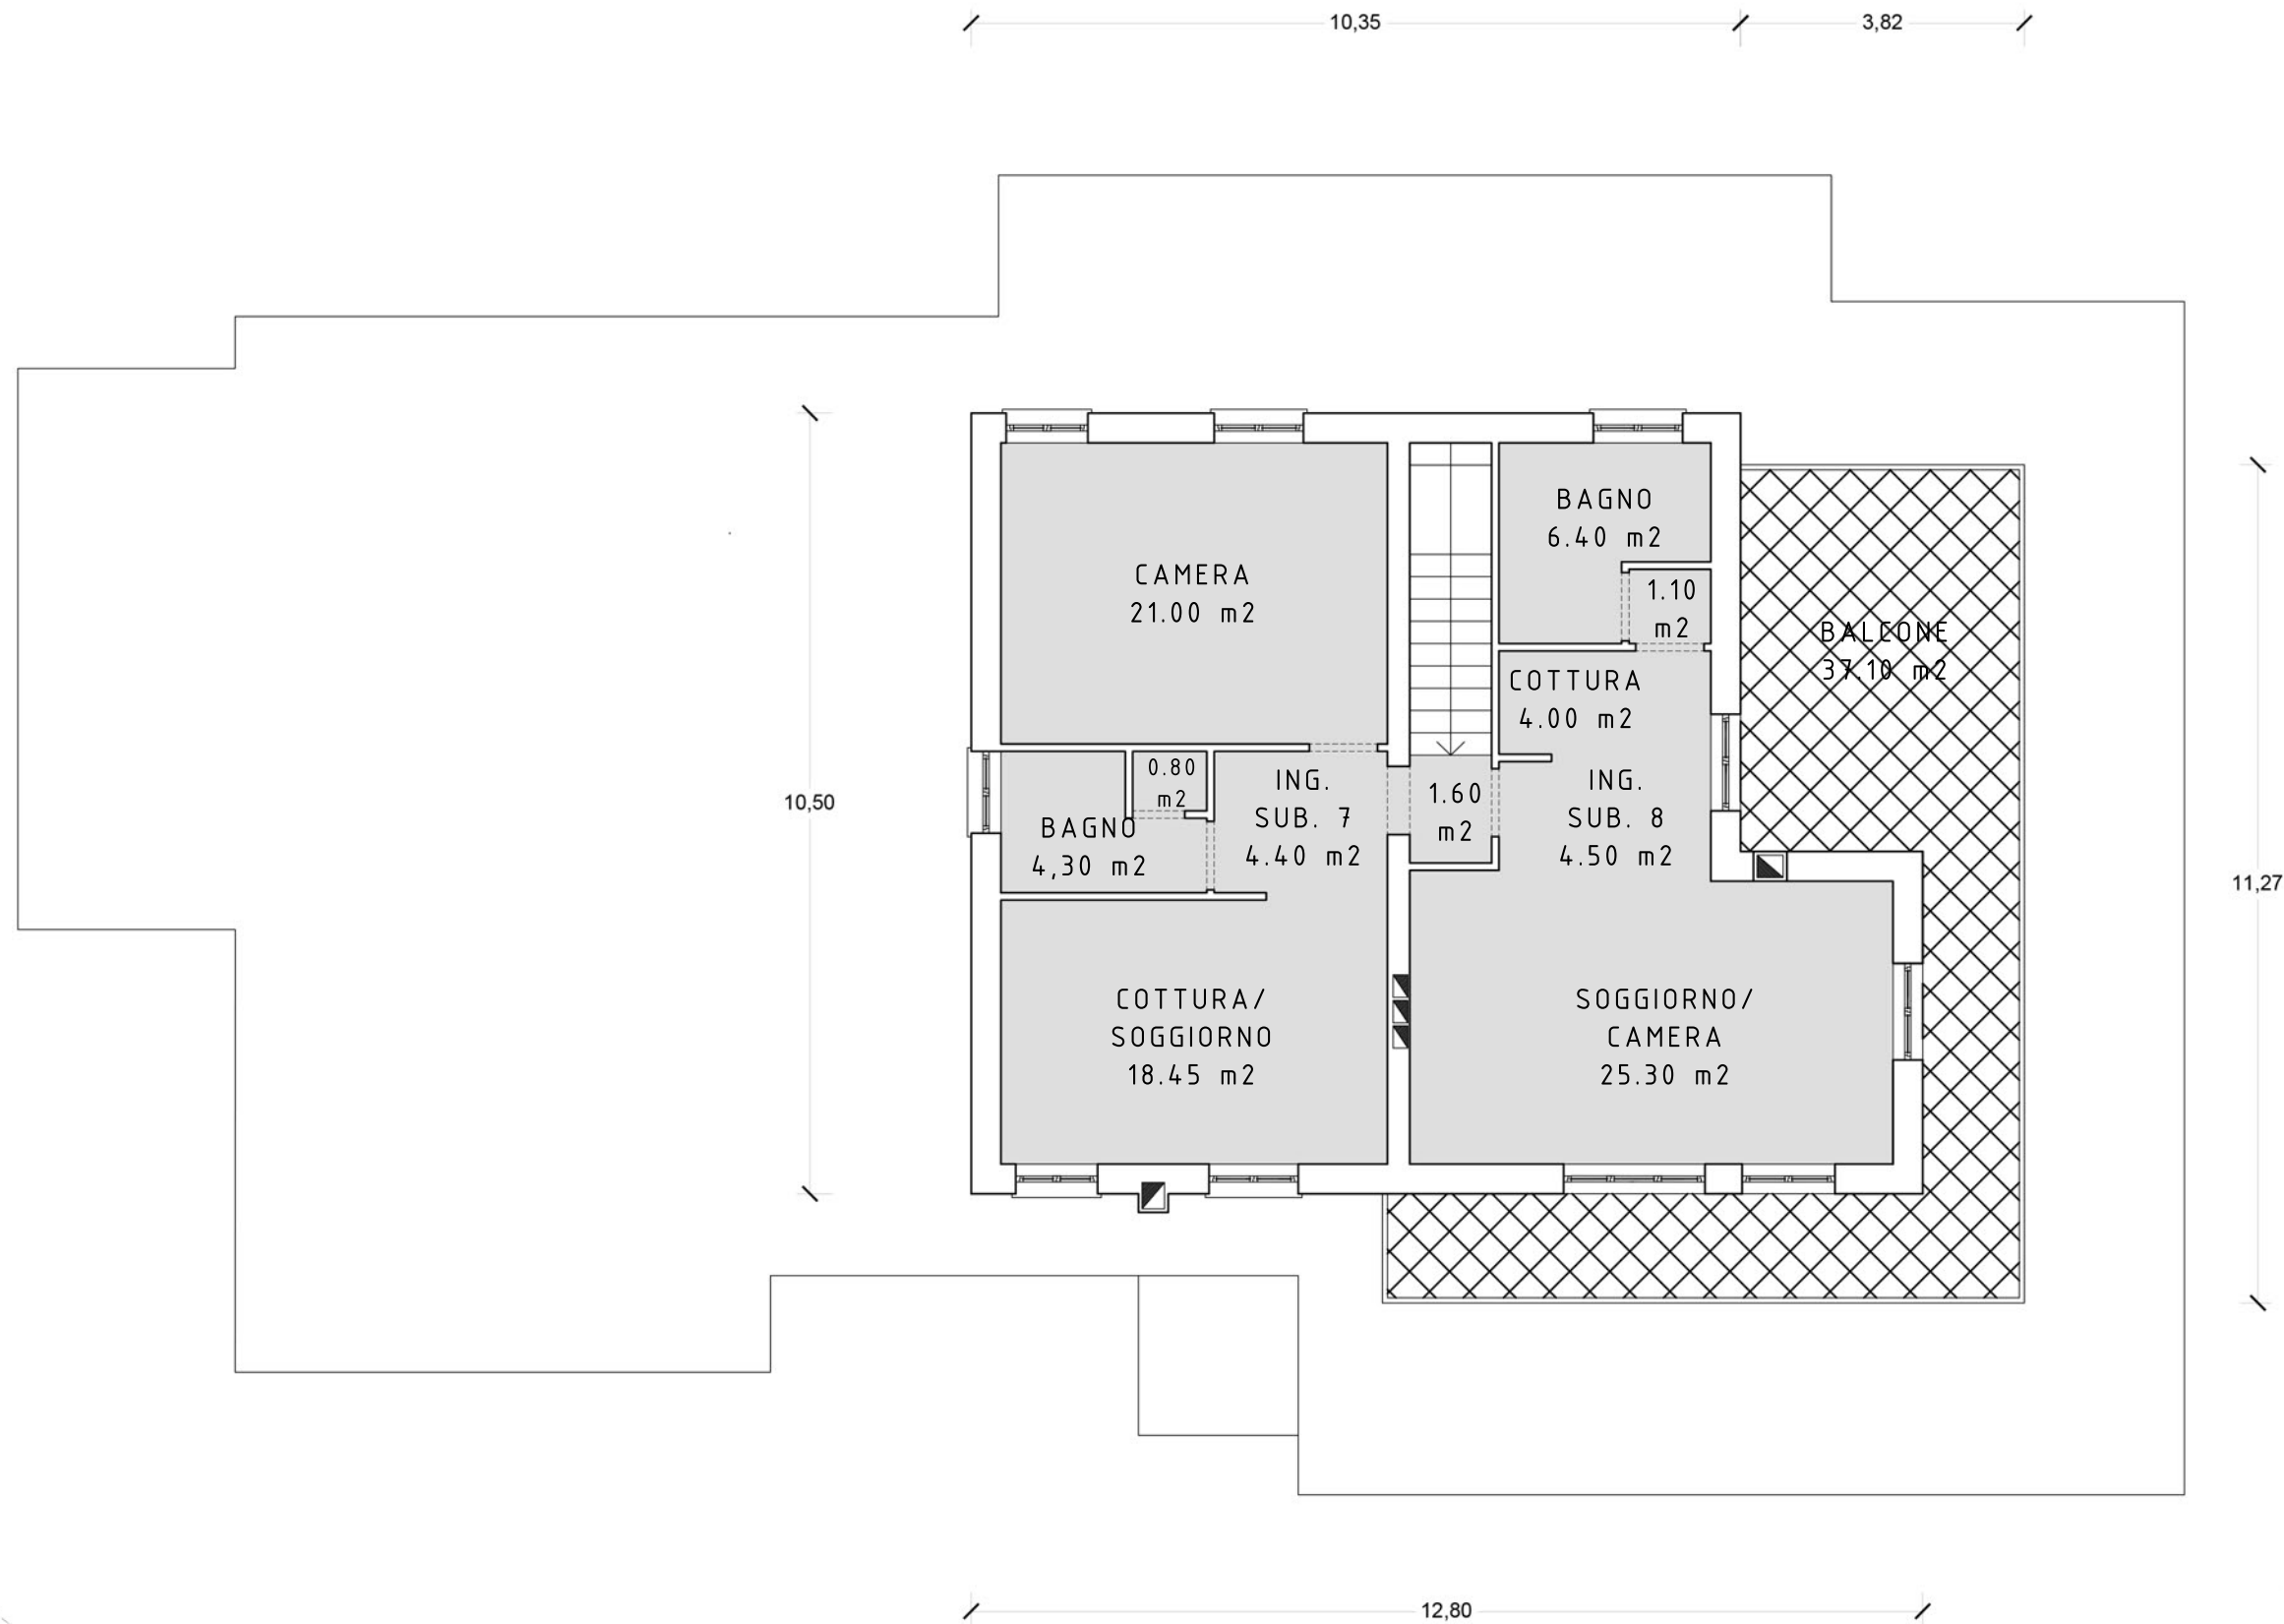 10,35
3,82
BAGNO
6.40 m2
CAMERA
21.00 m2
1.10
m2
BALCONE
37.10 m2
COTTURA
4.00 m2
0.80
m2
ING.
SUB. 7
4.40 m2
1.60
m2
ING.
SUB. 8
4.50 m2
10,50
BAGNO
4,30 m2
11,27
COTTURA/
SOGGIORNO
18.45 m2
SOGGIORNO/
CAMERA
25.30 m2
12,80